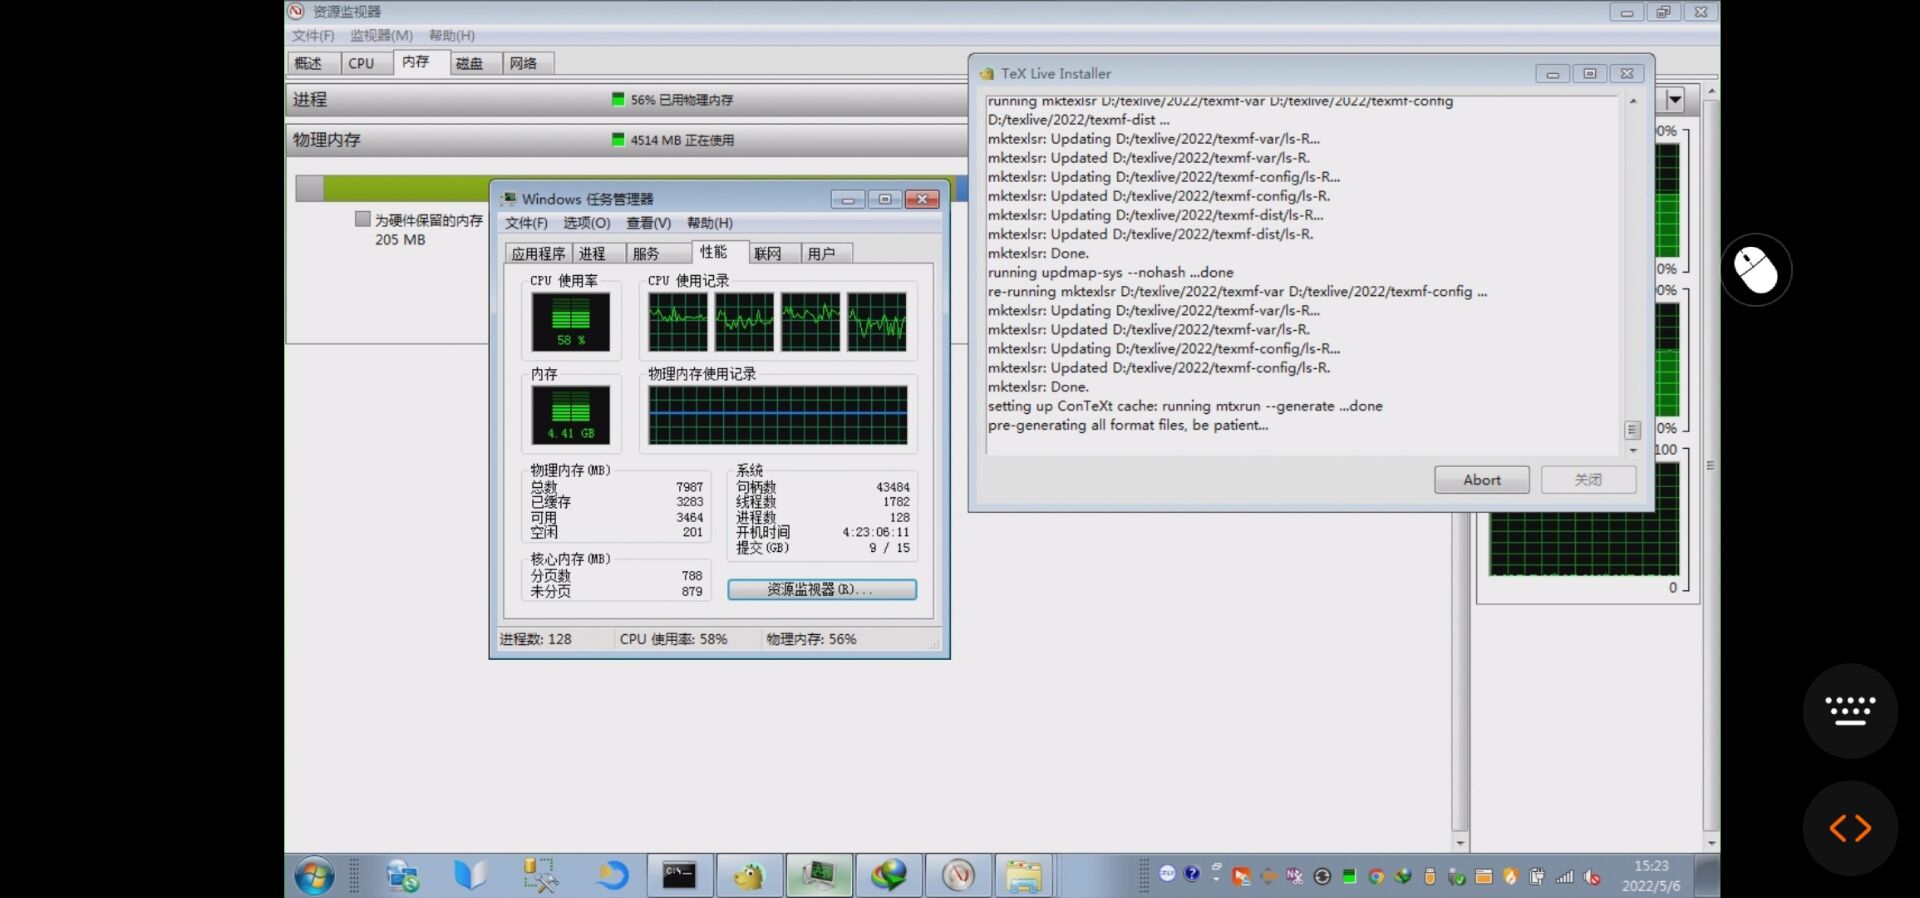 资源监视器
文件(F) 监视器(M) 帮助(H)
概述 CPU 内存 磁盘 网络
进程
56% 已用物理内存
物理内存
4514 MB 正在使用
为硬件保留的内存
205 MB
Windows 任务管理器
文件(F) 选项(O) 查看(V) 帮助(H)
应用程序 进程 服务 性能 联网 用户
CPU 使用率
58 %
CPU 使用记录
内存
4.41 GB
物理内存使用记录
物理内存(MB)
总数 7987
已缓存 3283
可用 3464
空闲 201
核心内存(MB)
分页数 788
未分页 879
系统
句柄数 43484
线程数 1782
进程数 128
开机时间 4:23:06:11
提交(GB) 9 / 15
资源监视器(R)...
进程数: 128 CPU 使用率: 58% 物理内存: 56%
TeX Live Installer
running mktexlsr D:/texlive/2022/texmf-var D:/texlive/2022/texmf-config
D:/texlive/2022/texmf-dist ...
mktexlsr: Updating D:/texlive/2022/texmf-var/ls-R...
mktexlsr: Updated D:/texlive/2022/texmf-var/ls-R.
mktexlsr: Updating D:/texlive/2022/texmf-config/ls-R...
mktexlsr: Updated D:/texlive/2022/texmf-config/ls-R.
mktexlsr: Updating D:/texlive/2022/texmf-dist/ls-R...
mktexlsr: Updated D:/texlive/2022/texmf-dist/ls-R.
mktexlsr: Done.
running updmap-sys --nohash ...done
re-running mktexlsr D:/texlive/2022/texmf-var D:/texlive/2022/texmf-config ...
mktexlsr: Updating D:/texlive/2022/texmf-var/ls-R...
mktexlsr: Updated D:/texlive/2022/texmf-var/ls-R.
mktexlsr: Updating D:/texlive/2022/texmf-config/ls-R...
mktexlsr: Updated D:/texlive/2022/texmf-config/ls-R.
mktexlsr: Done.
setting up ConTeXt cache: running mtxrun --generate ...done
pre-generating all format files, be patient...
Abort 关闭
0%
0%
0%
0%
100
0
15:23
2022/5/6